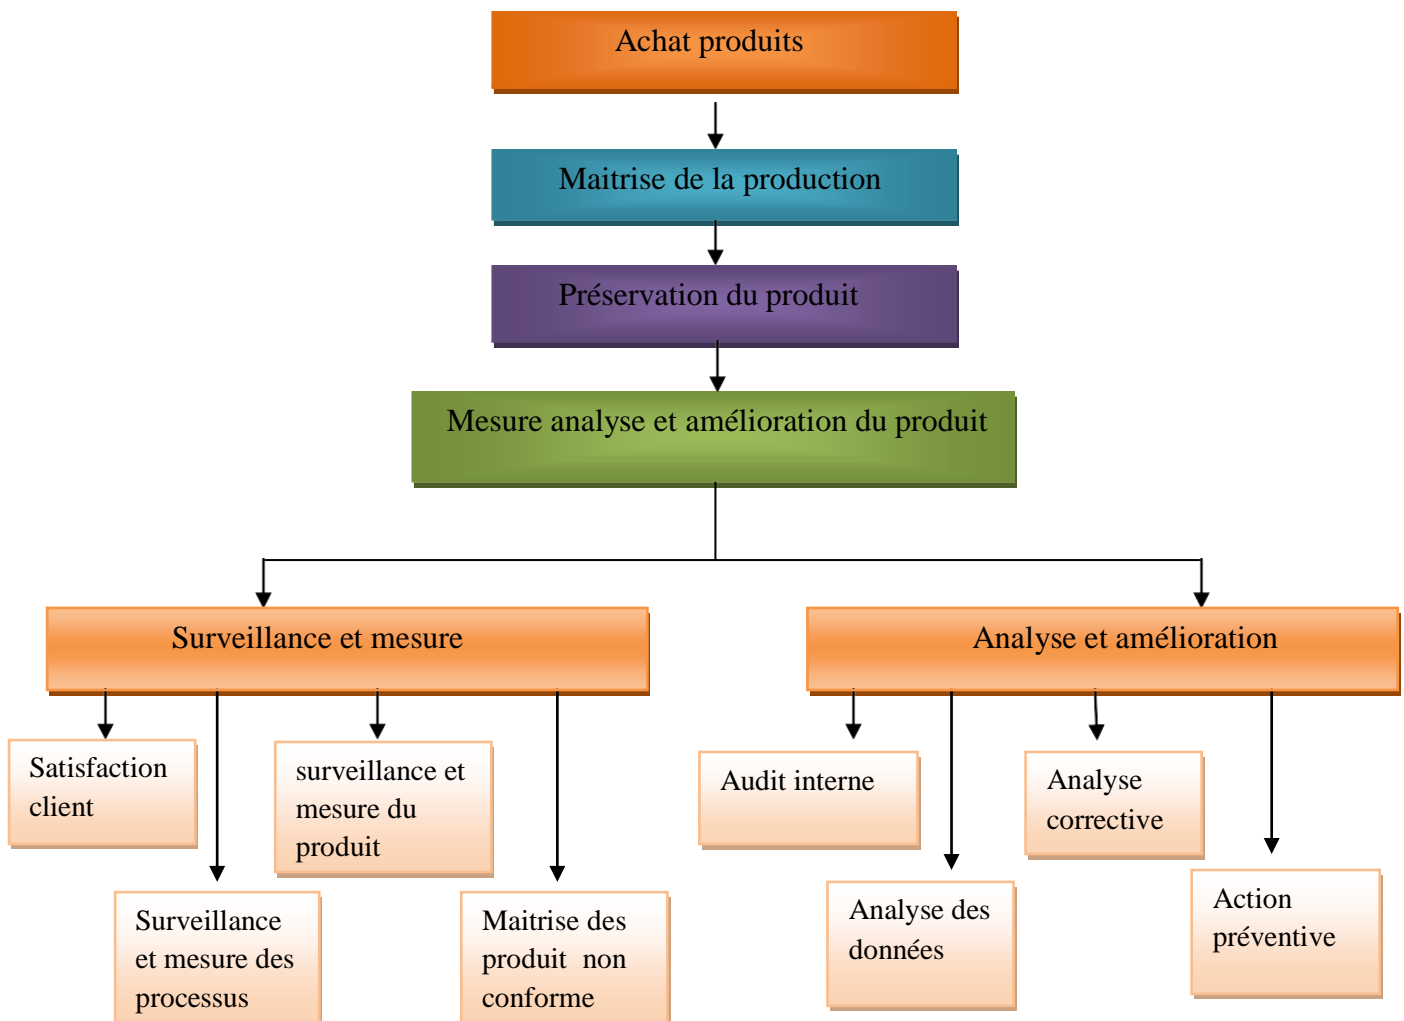 Achat produits
Maitrise de la production
Préservation du produit
Mesure analyse et amélioration du produit
Surveillance et mesure
Analyse et amélioration
Satisfaction
client
surveillance et
mesure du
produit
Audit interne
Analyse
corrective
Surveillance
et mesure des
processus
Maitrise des
produit non
conforme
Analyse des
données
Action
préventive